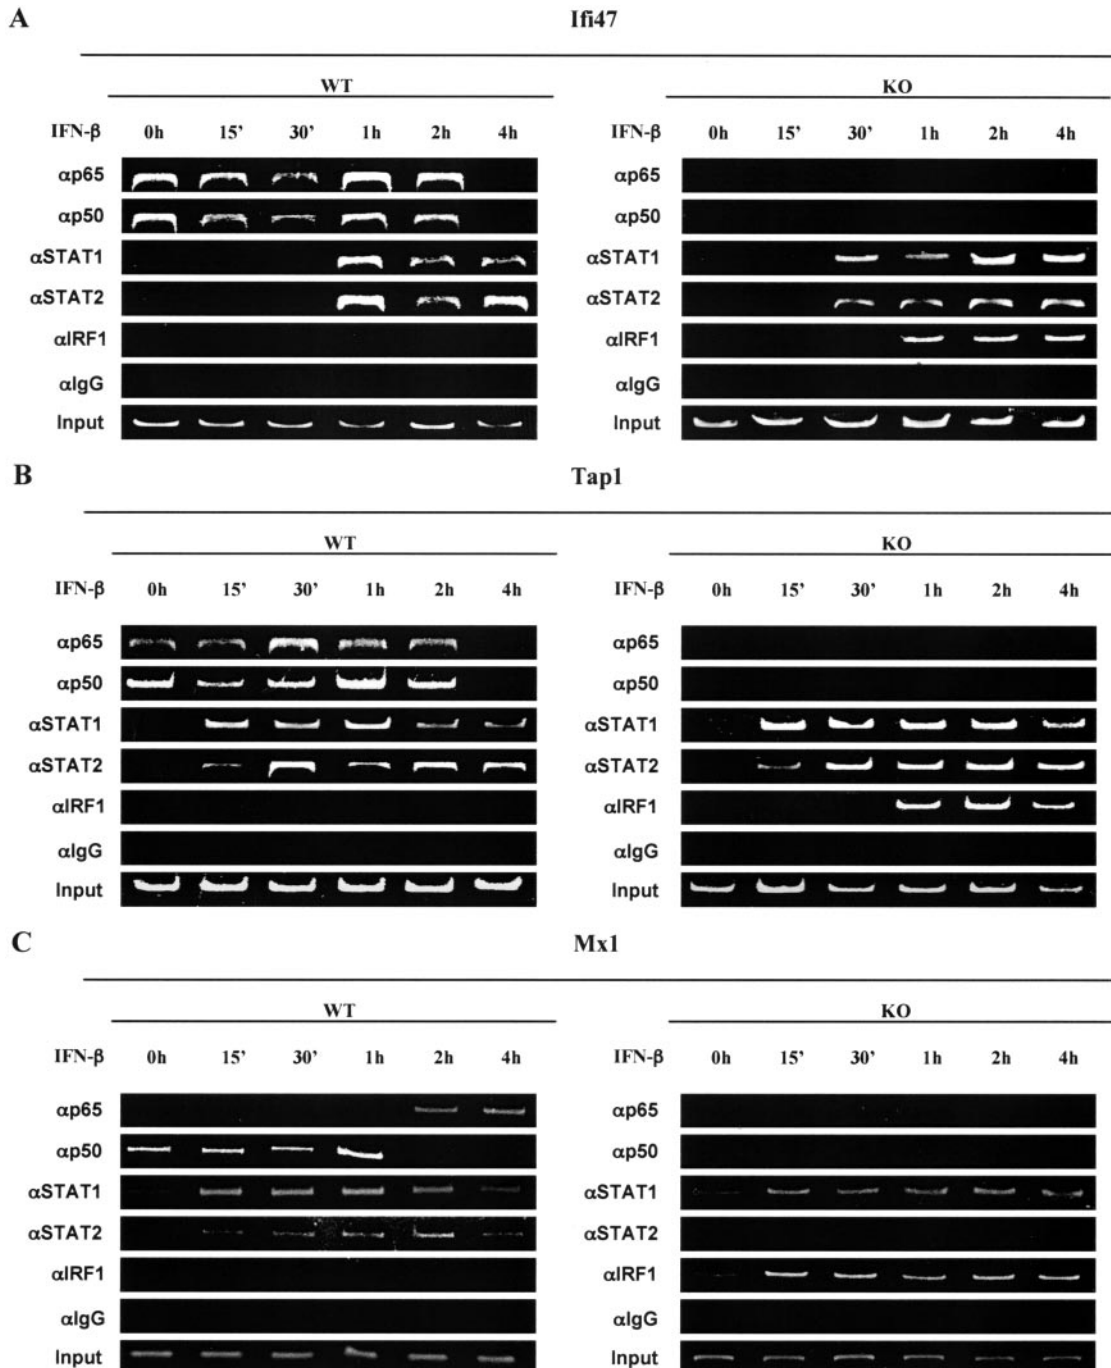 A Ifi47
WT KO
IFN-β 0h 15' 30' 1h 2h 4h IFN-β 0h 15' 30' 1h 2h 4h
αp65 αp65
αp50 αp50
αSTAT1 αSTAT1
αSTAT2 αSTAT2
αIRF1 αIRF1
αIgG αIgG
Input Input
B Tap1
WT KO
IFN-β 0h 15' 30' 1h 2h 4h IFN-β 0h 15' 30' 1h 2h 4h
αp65 αp65
αp50 αp50
αSTAT1 αSTAT1
αSTAT2 αSTAT2
αIRF1 αIRF1
αIgG αIgG
Input Input
C Mx1
WT KO
IFN-β 0h 15' 30' 1h 2h 4h IFN-β 0h 15' 30' 1h 2h 4h
αp65 αp65
αp50 αp50
αSTAT1 αSTAT1
αSTAT2 αSTAT2
αIRF1 αIRF1
αIgG αIgG
Input Input